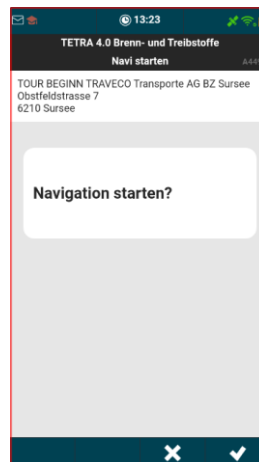 13:23
TETRA 4.0 Brenn- und Treibstoffe
Navi starten
TOUR BEGINN TRAVECO Transporte AG BZ Sursee
Obstfeldstrasse 7
6210 Sursee
Navigation starten?